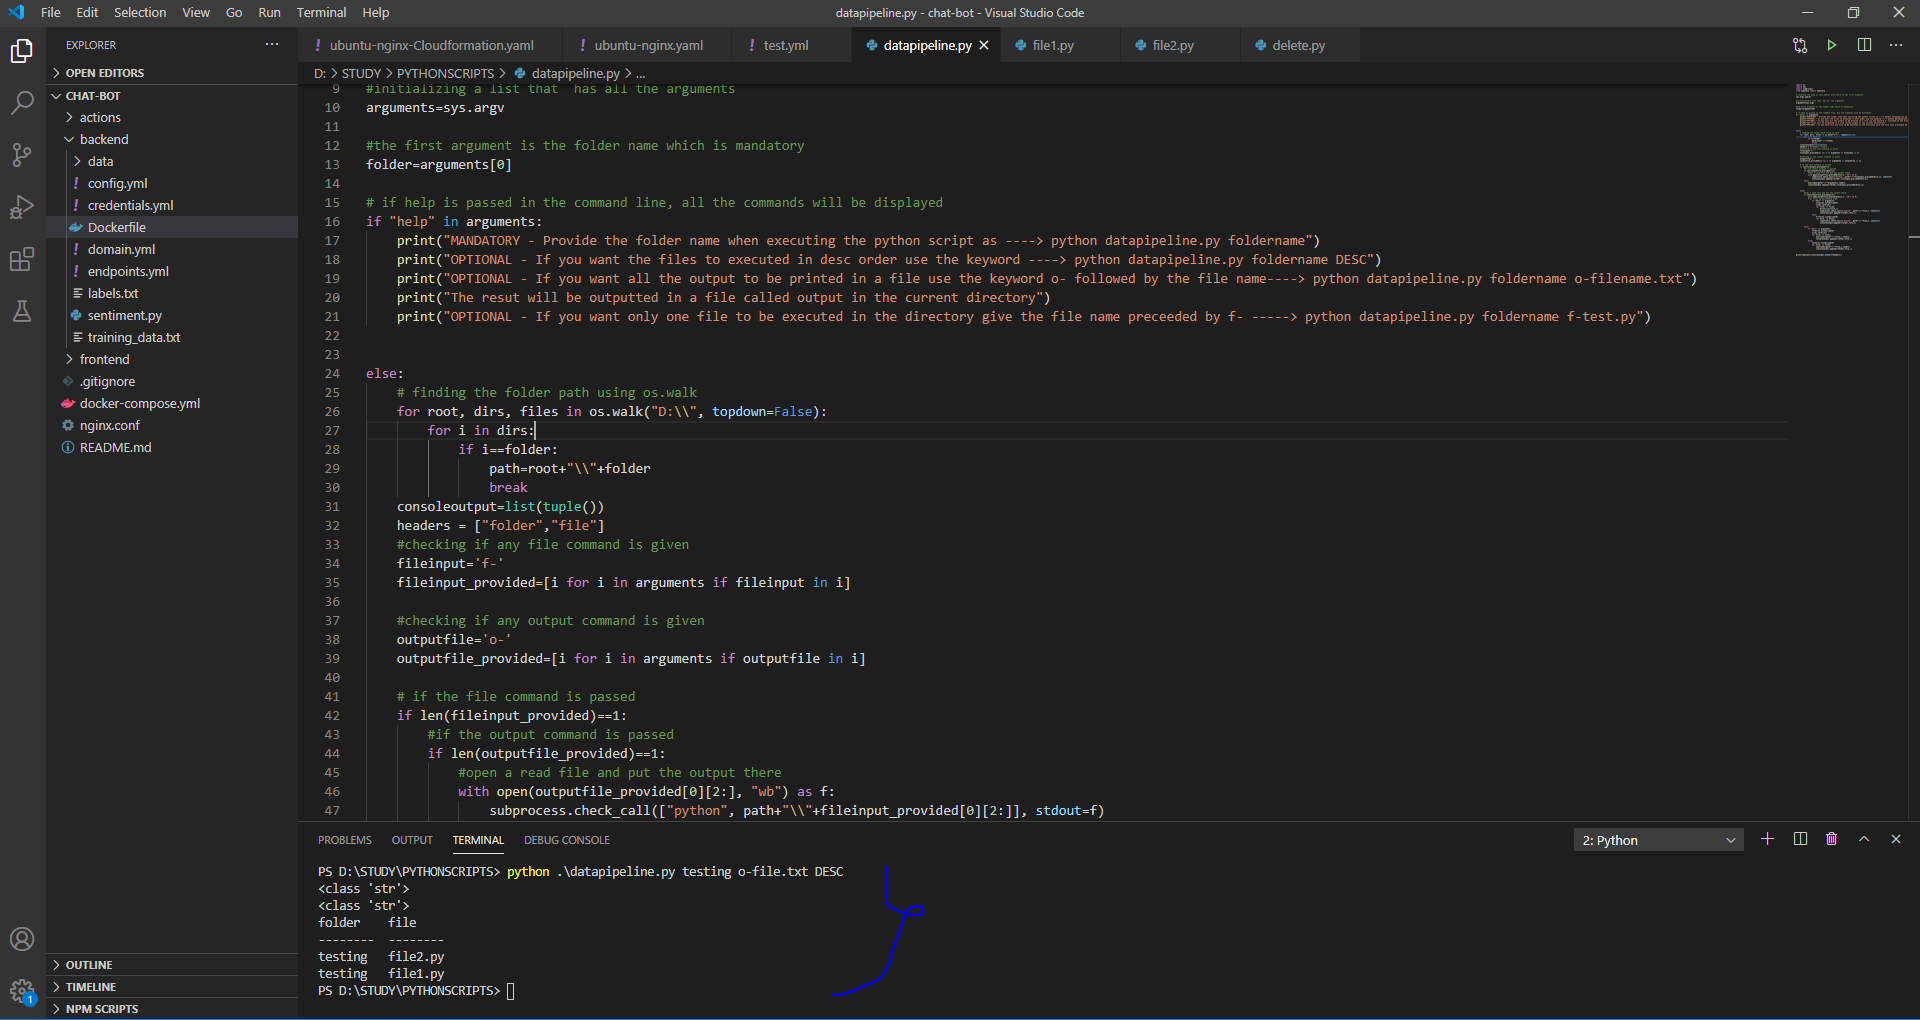 File Edit Selection View Go Run Terminal Help
datapipeline.py - chat-bot - Visual Studio Code
EXPLORER
OPEN EDITORS
CHAT-BOT
actions
backend
data
! config.yml
! credentials.yml
Dockerfile
! domain.yml
! endpoints.yml
labels.txt
sentiment.py
training_data.txt
frontend
.gitignore
docker-compose.yml
nginx.conf
README.md
OUTLINE
TIMELINE
NPM SCRIPTS
1
! ubuntu-nginx-Cloudformation.yaml ! ubuntu-nginx.yaml ! test.yml datapipeline.py file1.py file2.py delete.py
D: > STUDY > PYTHONSCRIPTS > datapipeline.py > ...
9 #initializing a list that  has all the arguments
10 arguments=sys.argv
11
12 #the first argument is the folder name which is mandatory
13 folder=arguments[0]
14
15 # if help is passed in the command line, all the commands will be displayed
16 if "help" in arguments:
17     print("MANDATORY - Provide the folder name when executing the python script as ----> python datapipeline.py foldername")
18     print("OPTIONAL - If you want the files to executed in desc order use the keyword ----> python datapipeline.py foldername DESC")
19     print("OPTIONAL - If you want all the output to be printed in a file use the keyword o- followed by the file name----> python datapipeline.py foldername o-filename.txt")
20     print("The resut will be outputted in a file called output in the current directory")
21     print("OPTIONAL - If you want only one file to be executed in the directory give the file name preceeded by f- -----> python datapipeline.py foldername f-test.py")
22
23
24 else:
25     # finding the folder path using os.walk
26     for root, dirs, files in os.walk("D:\\", topdown=False):
27         for i in dirs:
28             if i==folder:
29                 path=root+"\\"+folder
30                 break
31     consoleoutput=list(tuple())
32     headers = ["folder","file"]
33     #checking if any file command is given
34     fileinput='f-'
35     fileinput_provided=[i for i in arguments if fileinput in i]
36
37     #checking if any output command is given
38     outputfile='o-'
39     outputfile_provided=[i for i in arguments if outputfile in i]
40
41     # if the file command is passed
42     if len(fileinput_provided)==1:
43         #if the output command is passed
44         if len(outputfile_provided)==1:
45             #open a read file and put the output there
46             with open(outputfile_provided[0][2:], "wb") as f:
47                 subprocess.check_call(["python", path+"\\"+fileinput_provided[0][2:]], stdout=f)
PROBLEMS OUTPUT TERMINAL DEBUG CONSOLE
2: Python
PS D:\STUDY\PYTHONSCRIPTS> python .\datapipeline.py testing o-file.txt DESC
<class 'str'>
<class 'str'>
folder    file
--------  --------
testing   file2.py
testing   file1.py
PS D:\STUDY\PYTHONSCRIPTS>